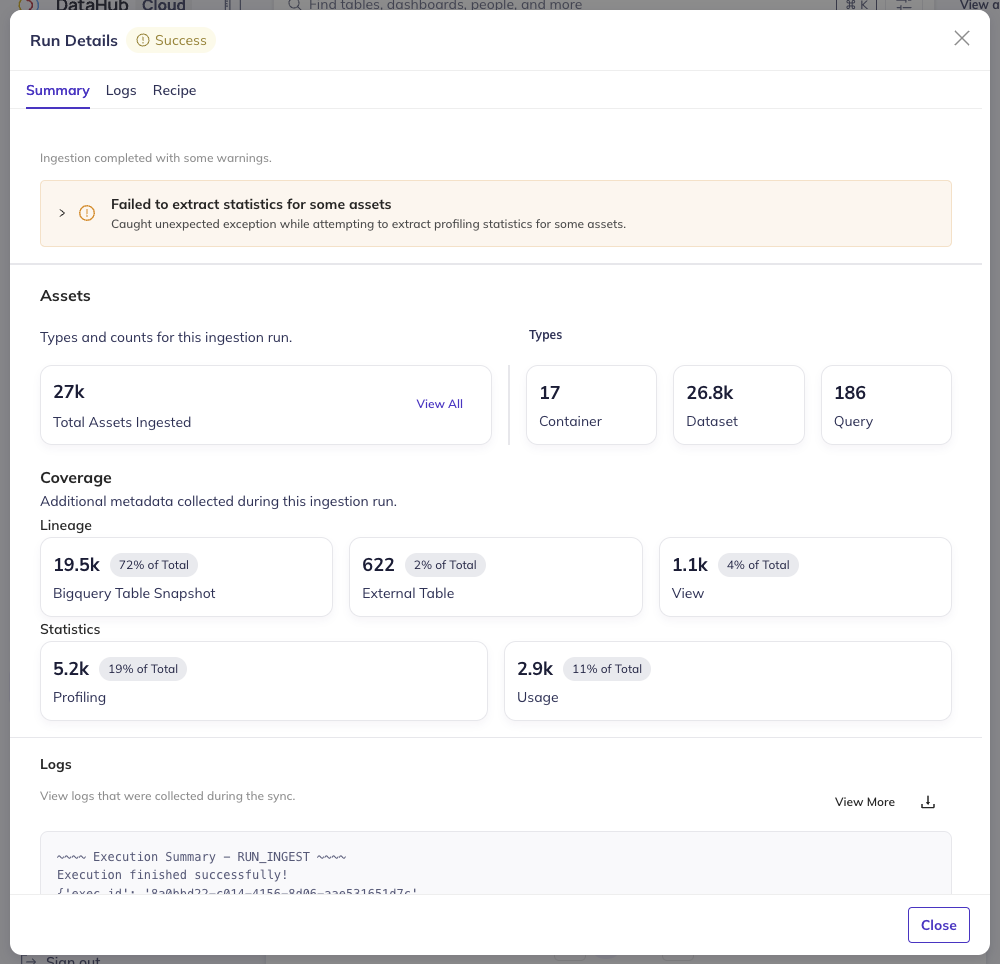 DataHub Cloud
Find tables, dashboards, people, and more
⌘ K
View a
Run Details
Success
Summary
Logs
Recipe
Ingestion completed with some warnings.
Failed to extract statistics for some assets
Caught unexpected exception while attempting to extract profiling statistics for some assets.
Assets
Types and counts for this ingestion run.
Types
27k
Total Assets Ingested
View All
17
Container
26.8k
Dataset
186
Query
Coverage
Additional metadata collected during this ingestion run.
Lineage
19.5k 72% of Total
Bigquery Table Snapshot
622 2% of Total
External Table
1.1k 4% of Total
View
Statistics
5.2k 19% of Total
Profiling
2.9k 11% of Total
Usage
Logs
View logs that were collected during the sync.
View More
~~~~ Execution Summary - RUN_INGEST ~~~~
Execution finished successfully!
{'exec_id': '8a0bbd22-c014-4156-8d06-aae531651d7c'
Close
Sign out